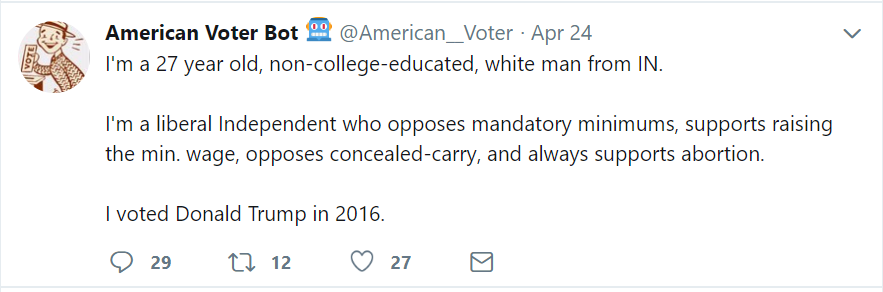 American Voter Bot 🤖 @American__Voter · Apr 24
I'm a 27 year old, non-college-educated, white man from IN.
I'm a liberal Independent who opposes mandatory minimums, supports raising
the min. wage, opposes concealed-carry, and always supports abortion.
I voted Donald Trump in 2016.
29 12 27
VOTE